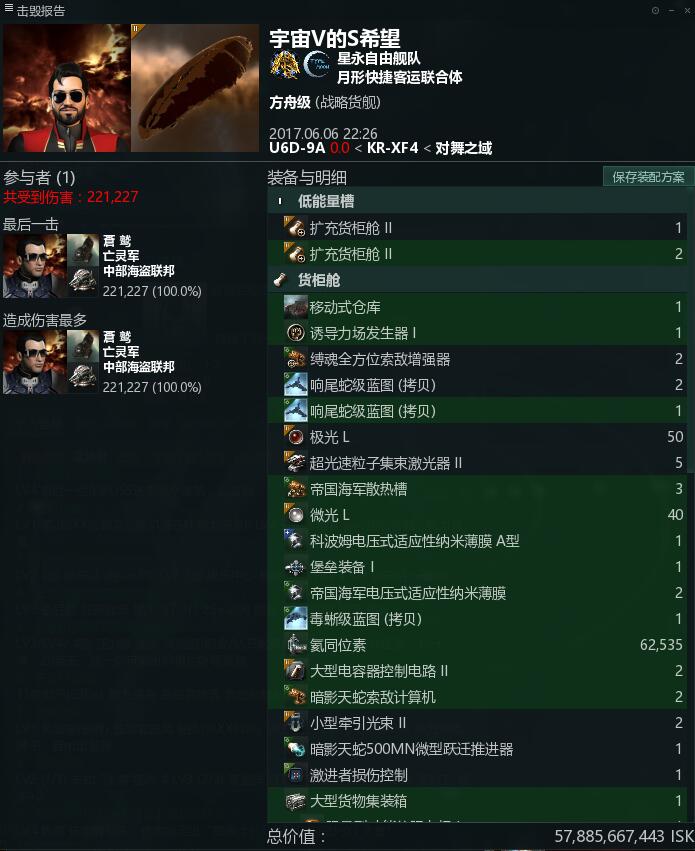 击毁报告
宇宙V的S希望
星永自由舰队
月形快捷客运联合体
方舟级 (战略货舰)
2017.06.06 22:26
U6D-9A 0.0 < KR-XF4 < 对舞之域
参与者 (1)
共受到伤害：221,227
最后一击
蒼 鹫
亡灵军
中部海盗联邦
221,227 (100.0%)
造成伤害最多
蒼 鹫
亡灵军
中部海盗联邦
221,227 (100.0%)
装备与明细
保存装配方案
低能量槽
扩充货柜舱 II 1
扩充货柜舱 II 2
货柜舱
移动式仓库 1
诱导力场发生器 I 1
缚魂全方位索敌增强器 2
响尾蛇级蓝图 (拷贝) 2
响尾蛇级蓝图 (拷贝) 1
极光 L 50
超光速粒子集束激光器 II 5
帝国海军散热槽 3
微光 L 40
科波姆电压式适应性纳米薄膜 A型 1
堡垒装备 I 1
帝国海军电压式适应性纳米薄膜 2
毒蜥级蓝图 (拷贝) 1
氦同位素 62,535
大型电容器控制电路 II 2
暗影天蛇索敌计算机 2
小型牵引光束 II 2
暗影天蛇500MN微型跃迁推进器 1
激进者损伤控制 1
大型货物集装箱 1
总价值： 57,885,667,443 ISK